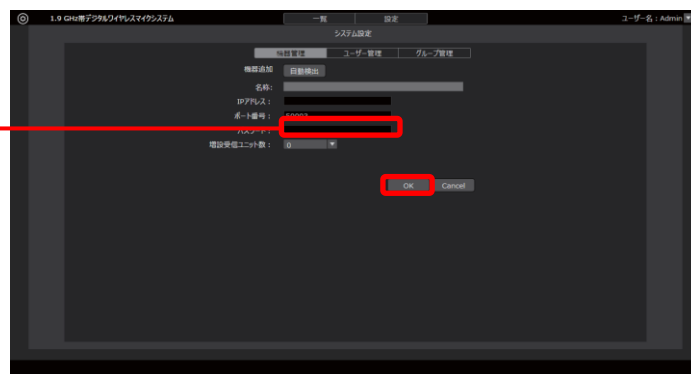 1.9 GHz帯デジタルワイヤレスマイクシステム 一覧 設定 ユーザー名 : Admin
システム設定
機器管理 ユーザー管理 グループ管理
機器追加 自動検出
名称:
IPアドレス :
ポート番号 :
パスワード :
増設受信ユニット数 : 0
OK Cancel